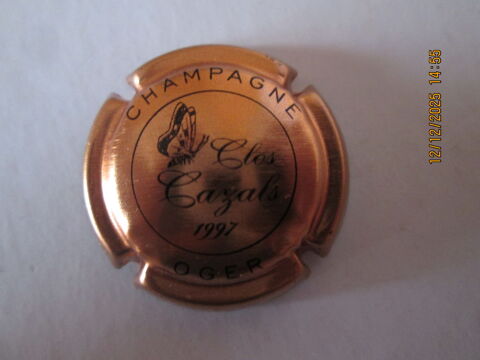 CHAMPAGNE
Clos
Cazals
1997
OGER
12/12/2025 14:55